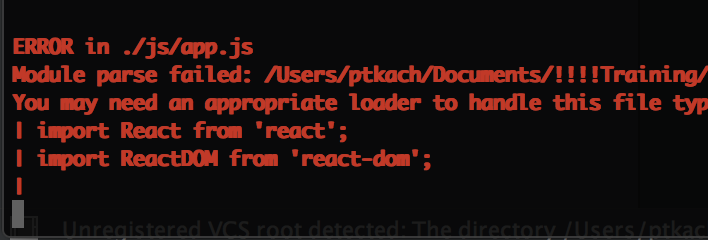 ERROR in ./js/app.js
Module parse failed: /Users/ptkach/Documents/!!!!Training/
You may need an appropriate loader to handle this file typ
| import React from 'react';
| import ReactDOM from 'react-dom';
|
Unregistered VCS root detected: The directory /Users/ptkac